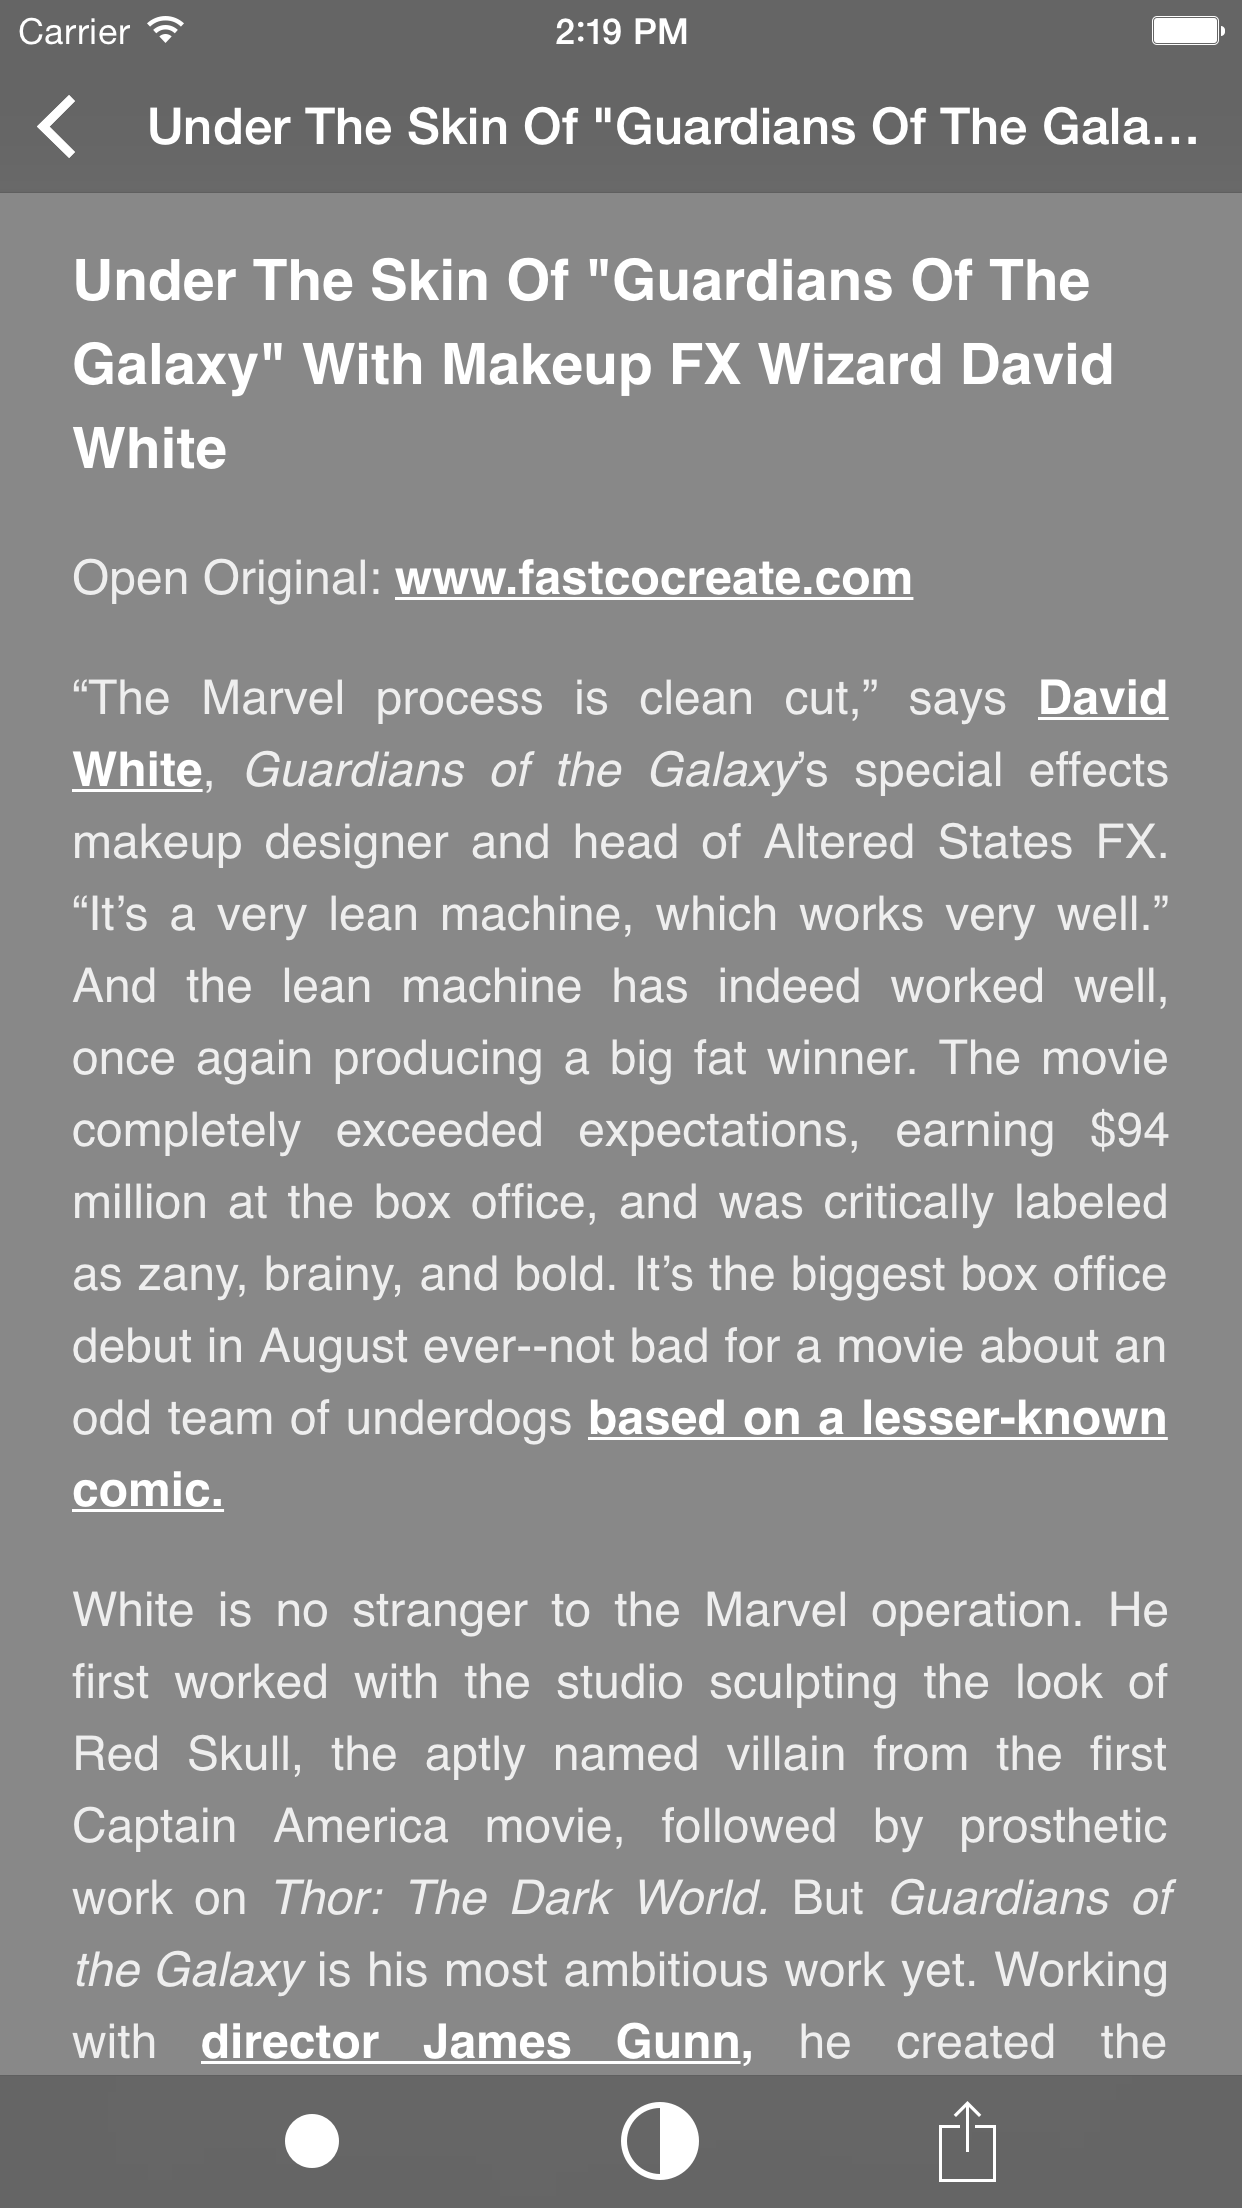 Carrier
2:19 PM
Under The Skin Of "Guardians Of The Gala...
Under The Skin Of "Guardians Of The
Galaxy" With Makeup FX Wizard David
White
Open Original: www.fastcocreate.com
“The Marvel process is clean cut,” says David
White, Guardians of the Galaxy’s special effects
makeup designer and head of Altered States FX.
“It’s a very lean machine, which works very well.”
And the lean machine has indeed worked well,
once again producing a big fat winner. The movie
completely exceeded expectations, earning $94
million at the box office, and was critically labeled
as zany, brainy, and bold. It’s the biggest box office
debut in August ever--not bad for a movie about an
odd team of underdogs based on a lesser-known
comic.
White is no stranger to the Marvel operation. He
first worked with the studio sculpting the look of
Red Skull, the aptly named villain from the first
Captain America movie, followed by prosthetic
work on Thor: The Dark World. But Guardians of
the Galaxy is his most ambitious work yet. Working
with director James Gunn, he created the